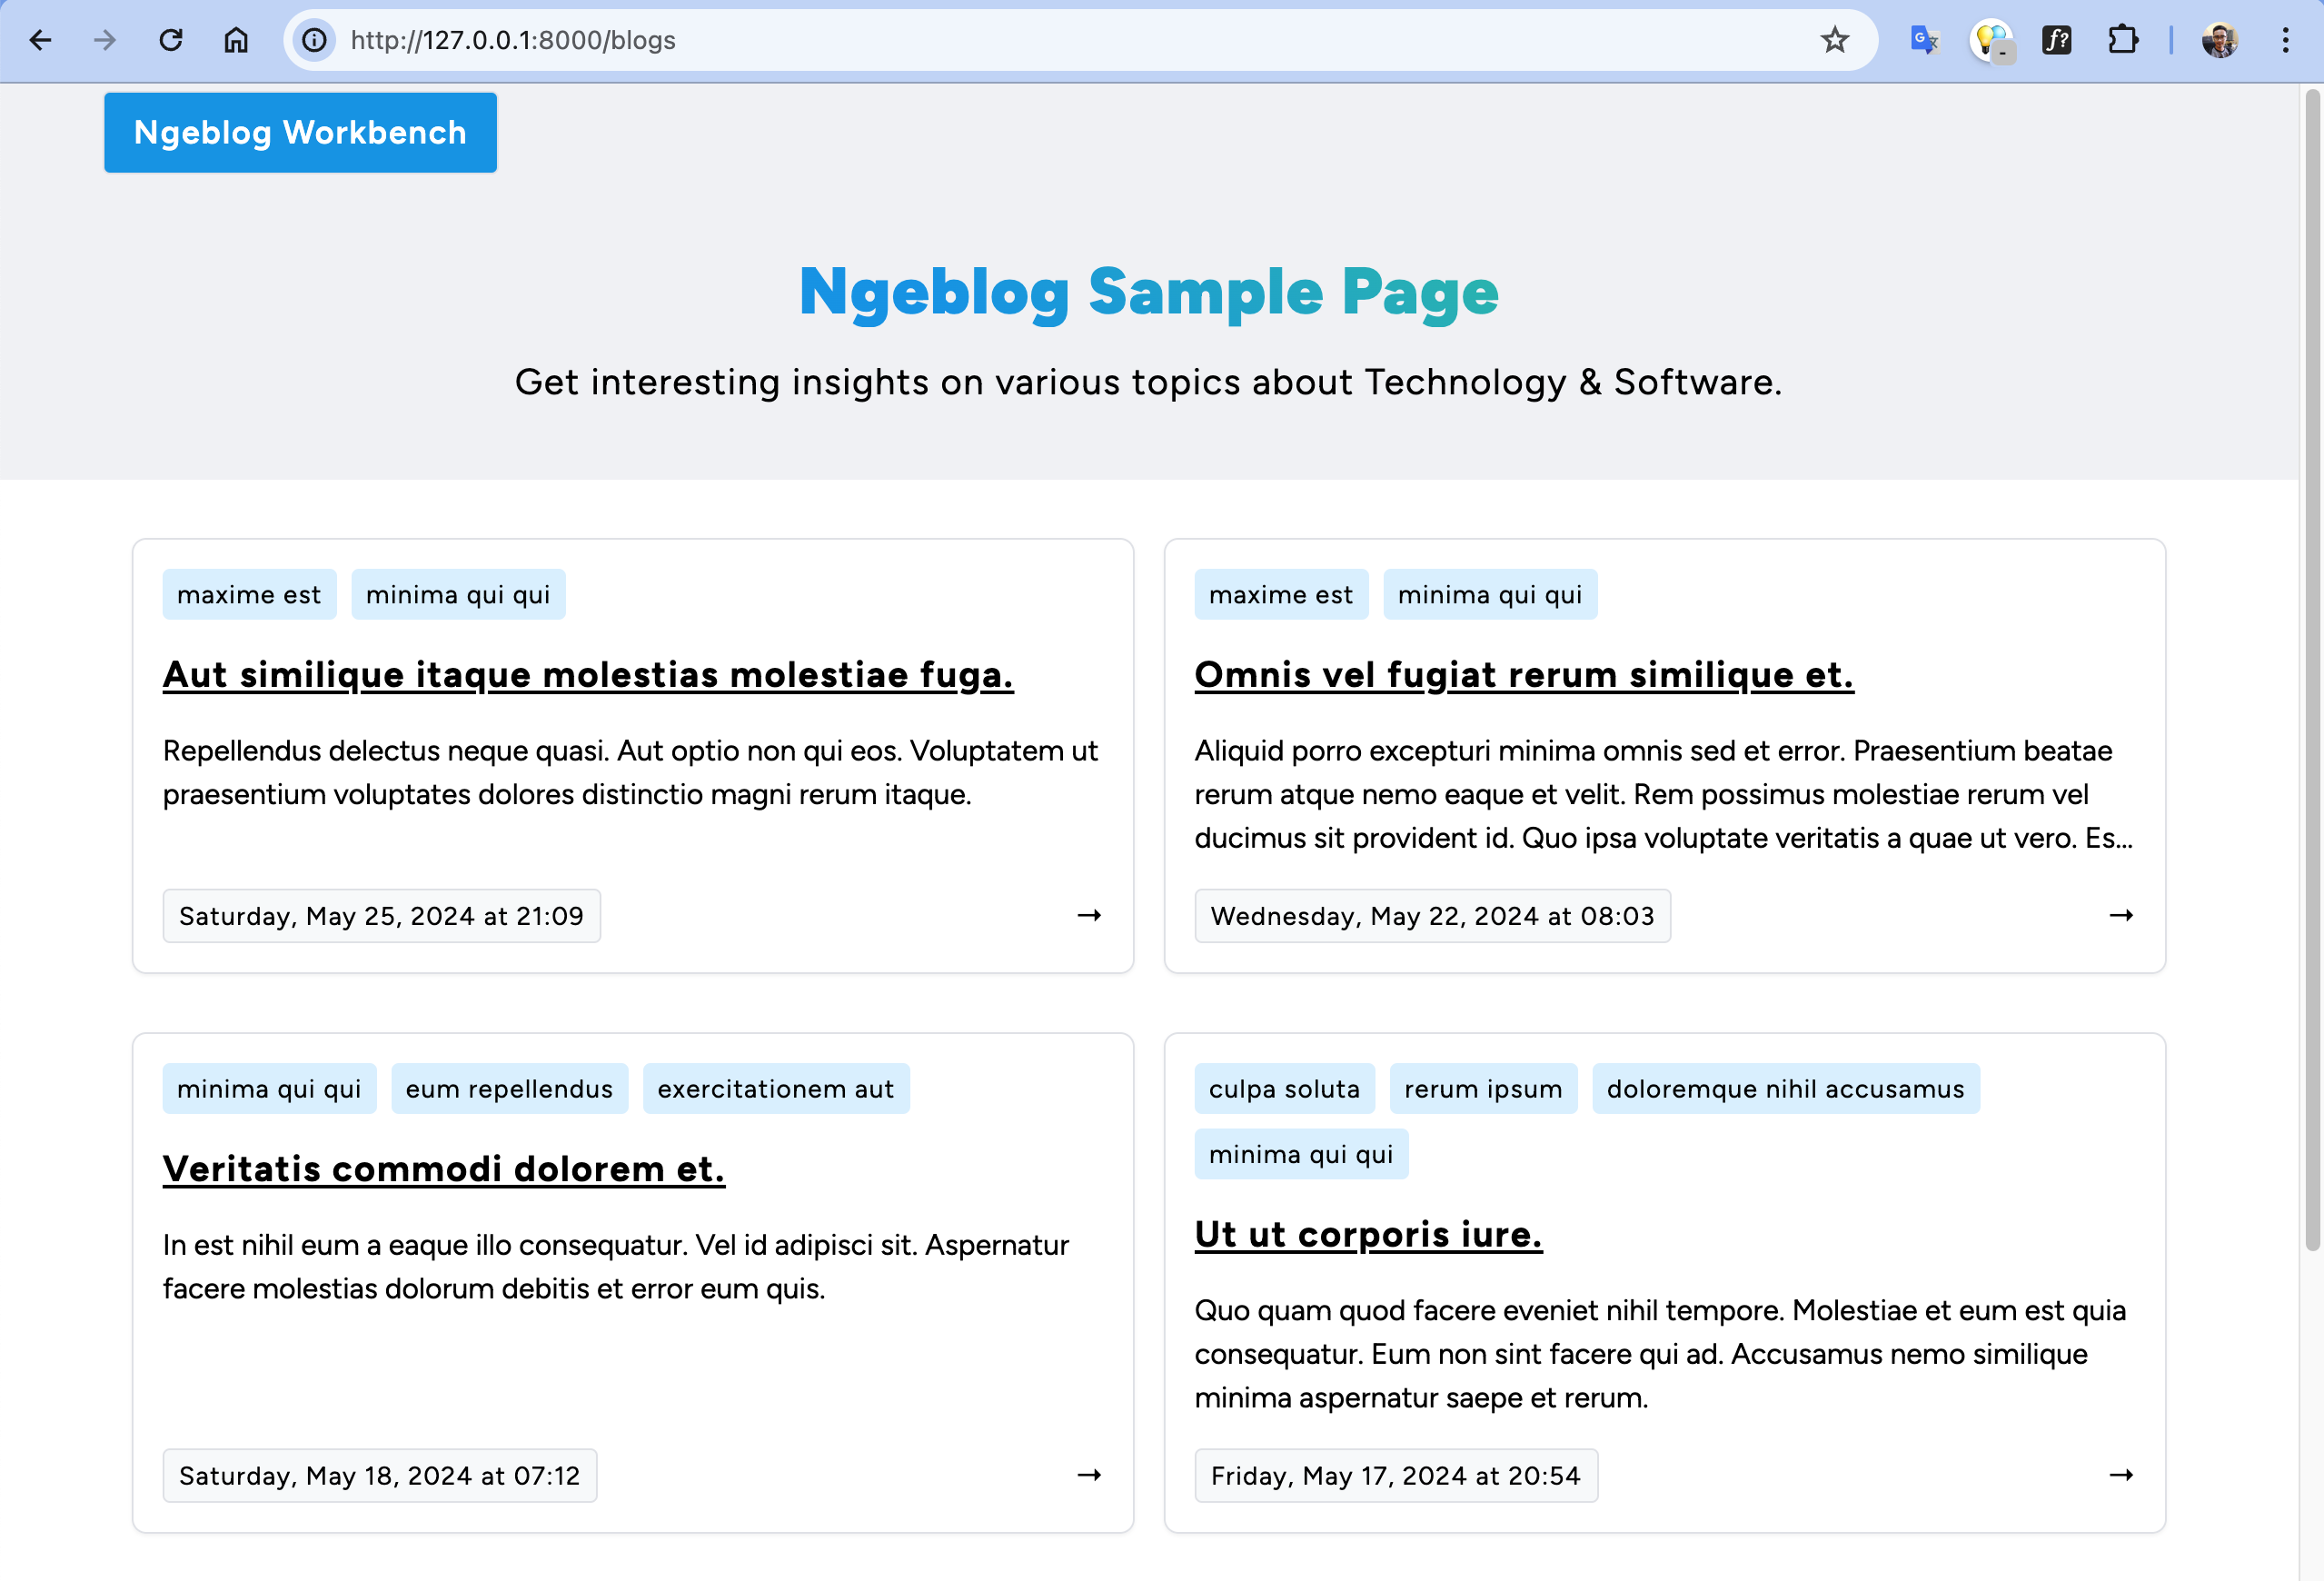 http://127.0.0.1:8000/blogs
Ngeblog Workbench
Ngeblog Sample Page
Get interesting insights on various topics about Technology & Software.
maxime est minima qui qui
Aut similique itaque molestias molestiae fuga.
Repellendus delectus neque quasi. Aut optio non qui eos. Voluptatem ut
praesentium voluptates dolores distinctio magni rerum itaque.
Saturday, May 25, 2024 at 21:09 →
maxime est minima qui qui
Omnis vel fugiat rerum similique et.
Aliquid porro excepturi minima omnis sed et error. Praesentium beatae
rerum atque nemo eaque et velit. Rem possimus molestiae rerum vel
ducimus sit provident id. Quo ipsa voluptate veritatis a quae ut vero. Es...
Wednesday, May 22, 2024 at 08:03 →
minima qui qui eum repellendus exercitationem aut
Veritatis commodi dolorem et.
In est nihil eum a eaque illo consequatur. Vel id adipisci sit. Aspernatur
facere molestias dolorum debitis et error eum quis.
Saturday, May 18, 2024 at 07:12 →
culpa soluta rerum ipsum doloremque nihil accusamus
minima qui qui
Ut ut corporis iure.
Quo quam quod facere eveniet nihil tempore. Molestiae et eum est quia
consequatur. Eum non sint facere qui ad. Accusamus nemo similique
minima aspernatur saepe et rerum.
Friday, May 17, 2024 at 20:54 →